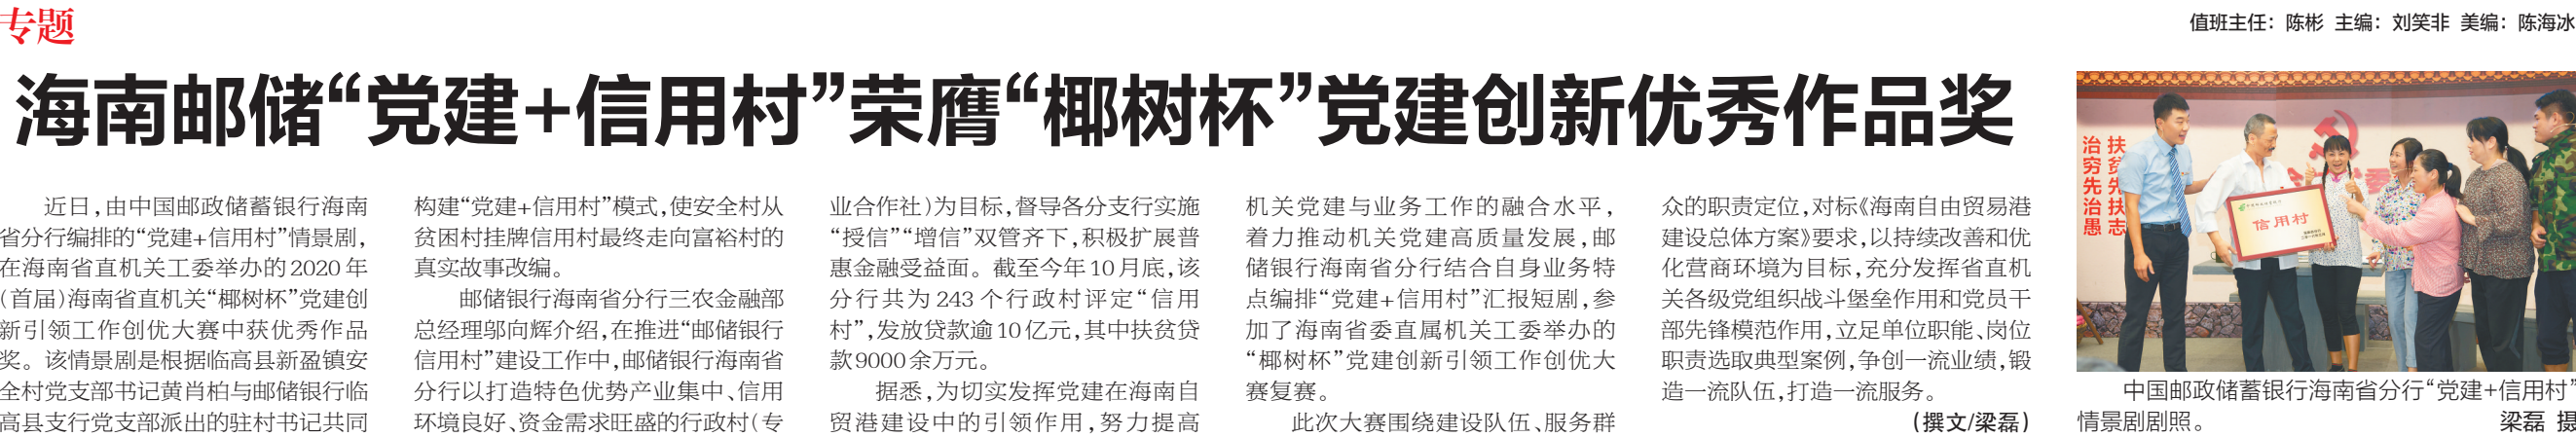 专题
值班主任：陈彬 主编：刘笑非 美编：陈海冰
海南邮储“党建+信用村”荣膺“椰树杯”党建创新优秀作品奖
近日，由中国邮政储蓄银行海南
省分行编排的“党建+信用村”情景剧，
在海南省直机关工委举办的2020年
（首届）海南省直机关“椰树杯”党建创
新引领工作创优大赛中获优秀作品
奖。该情景剧是根据临高县新盈镇安
全村党支部书记黄肖柏与邮储银行临
高县支行党支部派出的驻村书记共同
构建“党建+信用村”模式，使安全村从
贫困村挂牌信用村最终走向富裕村的
真实故事改编。
邮储银行海南省分行三农金融部
总经理邬向辉介绍，在推进“邮储银行
信用村”建设工作中，邮储银行海南省
分行以打造特色优势产业集中、信用
环境良好、资金需求旺盛的行政村（专
业合作社）为目标，督导各分支行实施
“授信”“增信”双管齐下，积极扩展普
惠金融受益面。截至今年10月底，该
分行共为243个行政村评定“信用
村”，发放贷款逾10亿元，其中扶贫贷
款9000余万元。
据悉，为切实发挥党建在海南自
贸港建设中的引领作用，努力提高
机关党建与业务工作的融合水平，
着力推动机关党建高质量发展，邮
储银行海南省分行结合自身业务特
点编排“党建+信用村”汇报短剧，参
加了海南省委直属机关工委举办的
“椰树杯”党建创新引领工作创优大
赛复赛。
此次大赛围绕建设队伍、服务群
众的职责定位，对标《海南自由贸易港
建设总体方案》要求，以持续改善和优
化营商环境为目标，充分发挥省直机
关各级党组织战斗堡垒作用和党员干
部先锋模范作用，立足单位职能、岗位
职责选取典型案例，争创一流业绩，锻
造一流队伍，打造一流服务。
（撰文/梁磊）
扶贫先扶志
治穷先治愚
信用村
中国邮政储蓄银行海南省分行“党建+信用村”
情景剧剧照。 梁磊 摄